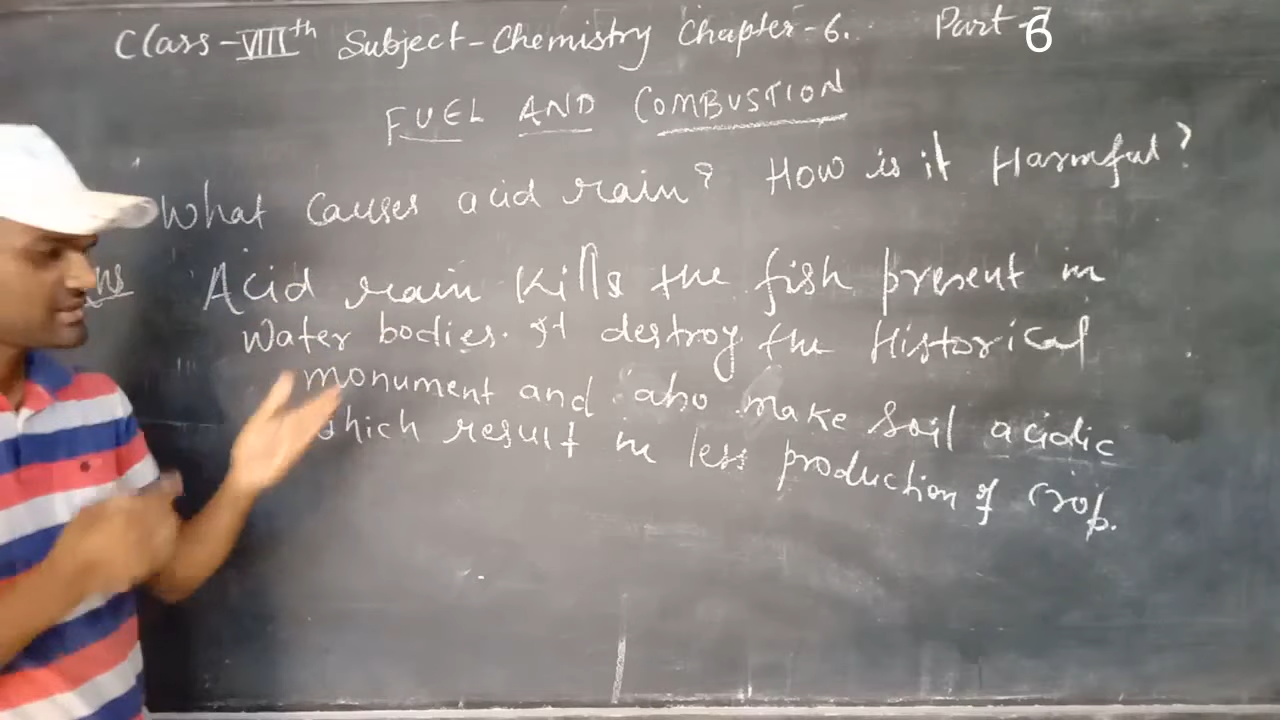 Class-VIIIth Subject-Chemistry Chapter-6. Part-6
FUEL AND COMBUSTION
What causes acid rain? How is it Harmful?
Ans Acid rain kills the fish present in
Water bodies. It destroy the Historical
monument and also make soil acidic
which result in less production of crop.